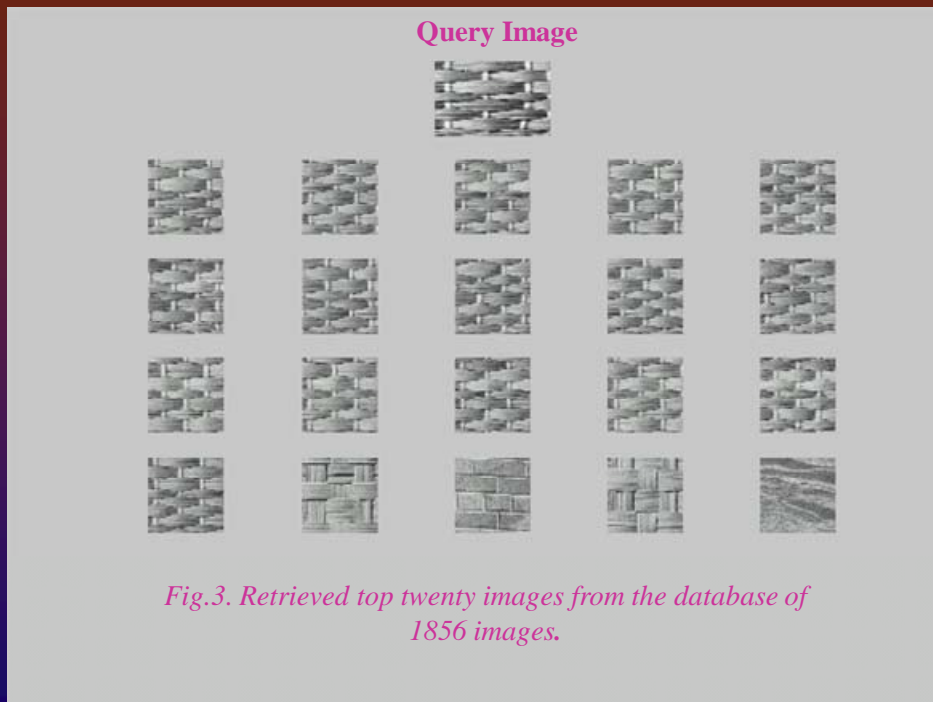 Query Image
Fig.3. Retrieved top twenty images from the database of
1856 images.